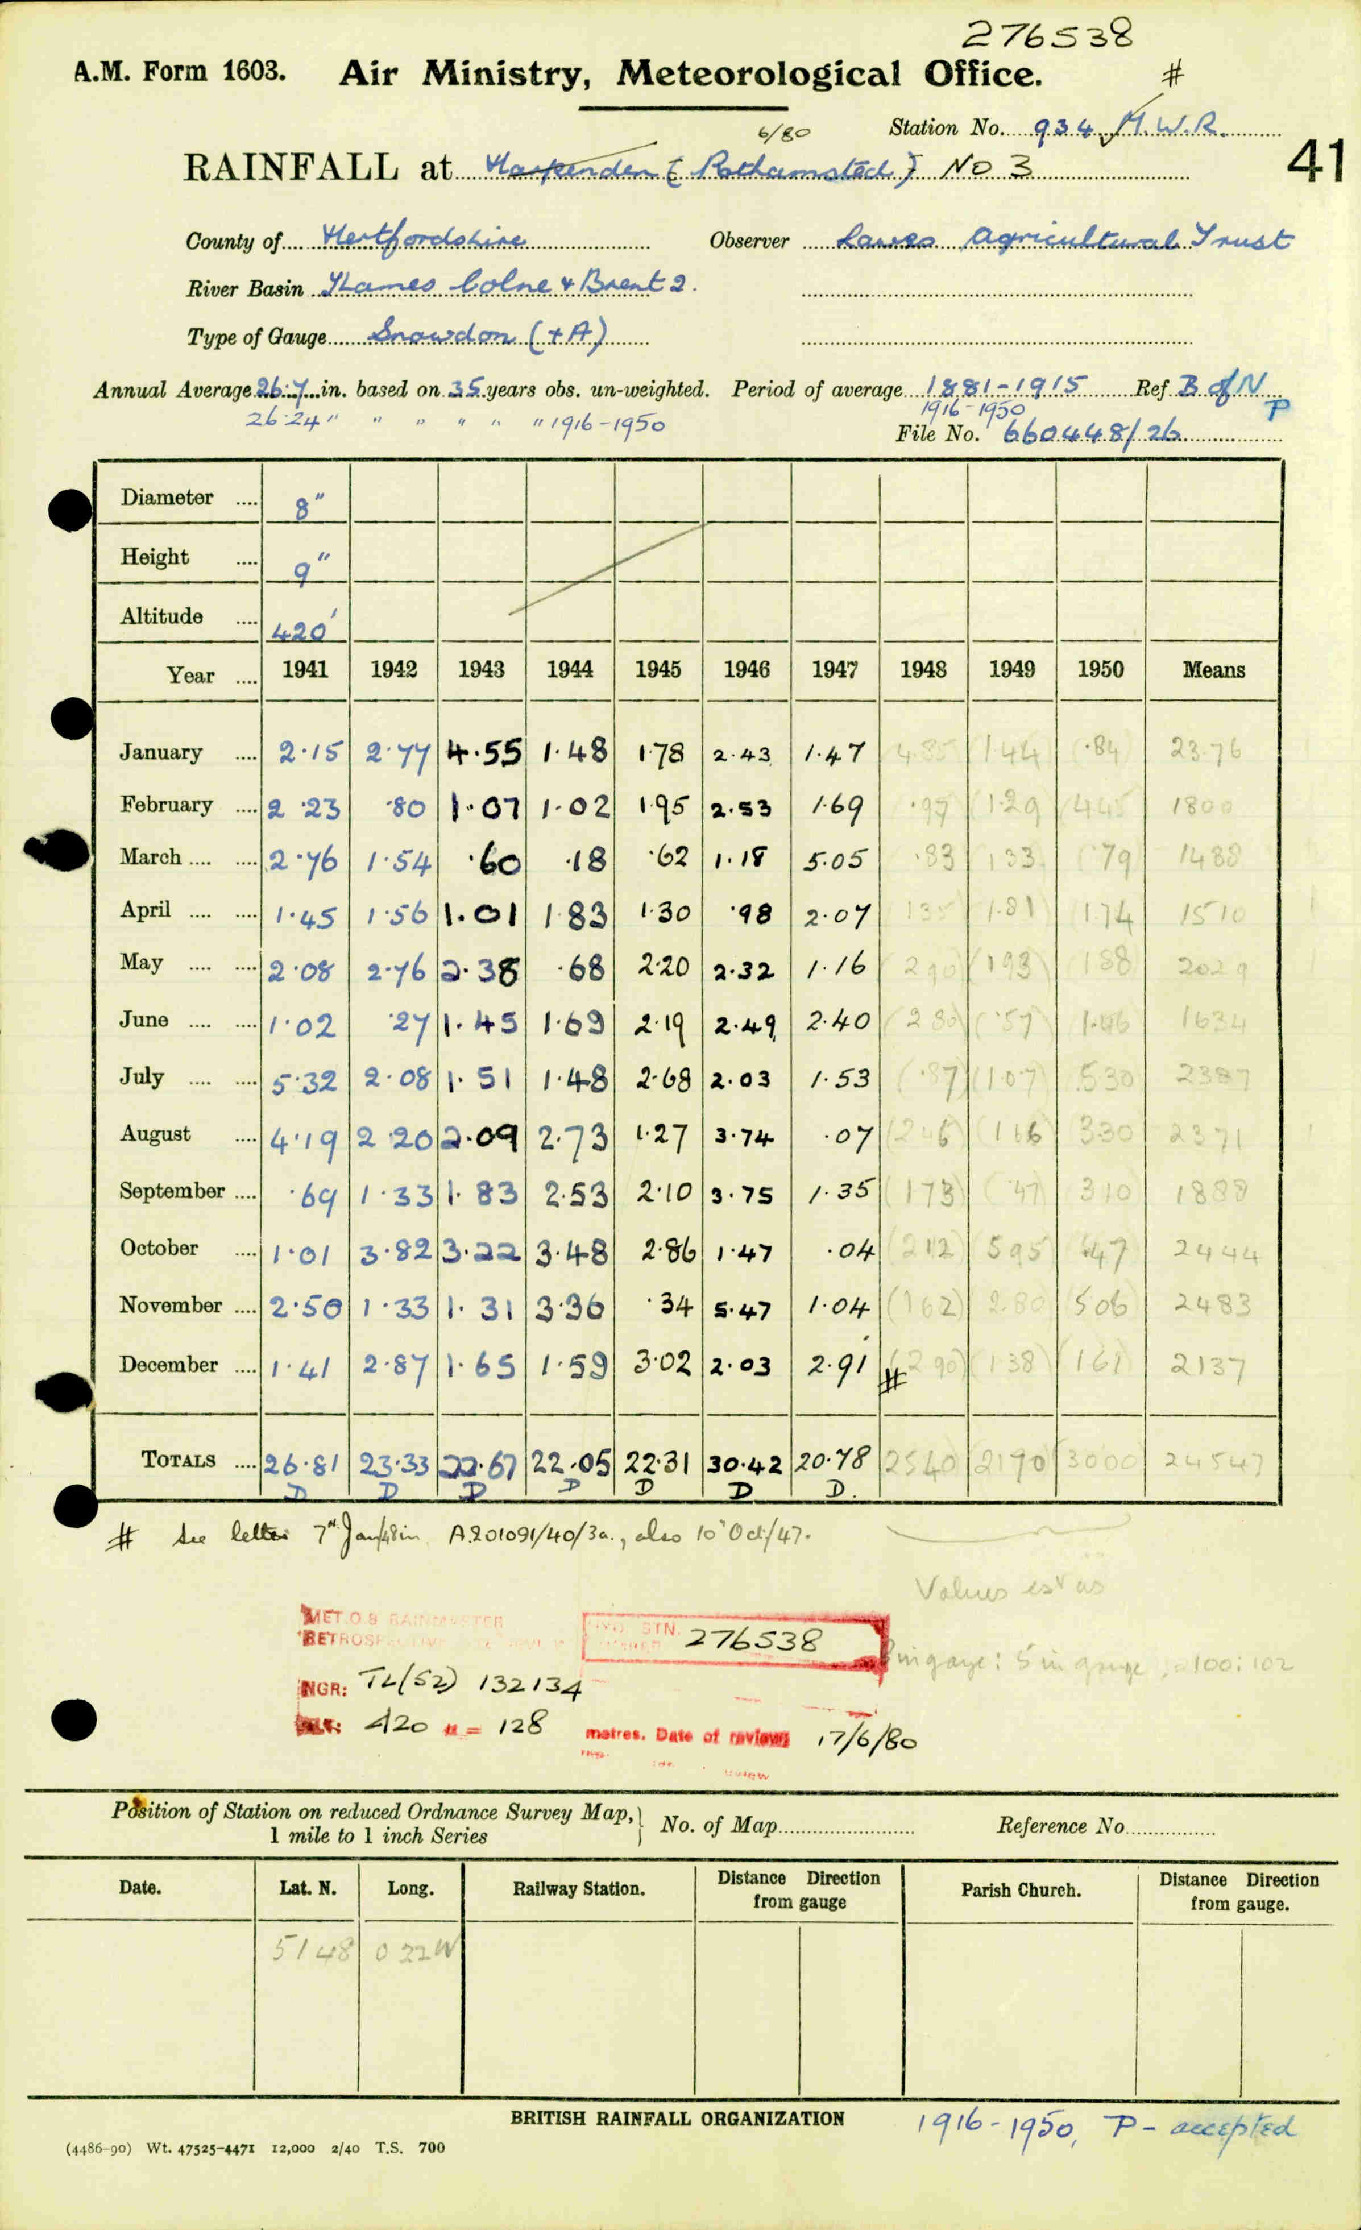 276538
A.M. Form 1603. Air Ministry, Meteorological Office. #
Station No. 934 M.W.R.
6/80
RAINFALL at Harpenden (Rothamsted) No 3
41
County of Hertfordshire Observer Lawes Agricultural Trust
River Basin Thames Colne & Brent 2.
Type of Gauge Snowdon (+A)
Annual Average 26.7 in. based on 35 years obs. un-weighted. Period of average 1881-1915 Ref B of N
26.24 " " " " " 1916-1950 1916-1950 P
File No. 660448/26
Diameter .... 8"
Height .... 9"
Altitude .... 420'
Year .... 1941 1942 1943 1944 1945 1946 1947 1948 1949 1950 Means
January .... 2.15 2.77 4.55 1.48 1.78 2.43 1.47 4.85 (1.44) (.84) 23.76
February .... 2.23 .80 1.07 1.02 1.95 2.53 1.69 .97 (1.29) 445 1800
March .... .... 2.76 1.54 .60 .18 .62 1.18 5.05 .83 (133) (.79) 1488
April .... .... 1.45 1.56 1.01 1.83 1.30 .98 2.07 (135) (1.81) (174) 1510
May .... .... 2.08 2.76 2.38 .68 2.20 2.32 1.16 (290) (193) (188) 2029
June .... .... 1.02 .27 1.45 1.69 2.19 2.49 2.40 (280) (.57) (1.46) 1634
July .... .... 5.32 2.08 1.51 1.48 2.68 2.03 1.53 (.87) (107) 530 2387
August .... 4.19 2.20 2.09 2.73 1.27 3.74 .07 (246) (116) 330 2371
September .... .69 1.33 1.83 2.53 2.10 3.75 1.35 (173) (.47) 310 1888
October .... 1.01 3.82 3.22 3.48 2.86 1.47 .04 (212) 595 (.47) 2444
November .... 2.50 1.33 1.31 3.36 .34 5.47 1.04 (162) 2.80 (506) 2483
December .... 1.41 2.87 1.65 1.59 3.02 2.03 2.91 # (290) (138) (161) 2137
TOTALS .... 26.81 23.33 22.67 22.05 22.31 30.42 20.78 2540 2170 3000 24547
D D D D D D D.
# See letter 7th Jan/48 in A.201091/40/3a., also 10th Oct/47.
Values estd as
8 in gauge : 5 in gauge, 100:102
MET.O.8 RAINMASTER
RETROSPECTIVE
STN. 276538
NGR: TL(52) 132134
ALT: 420 = 128 metres. Date of review 17/6/80
Position of Station on reduced Ordnance Survey Map,
1 mile to 1 inch Series
No. of Map Reference No.
Date. Lat. N. Long. Railway Station. Distance Direction from gauge Parish Church. Distance Direction from gauge.
51 48 0 22W
BRITISH RAINFALL ORGANIZATION
1916-1950, P - accepted
(4486-90) Wt. 47525-4471 12,000 2/40 T.S. 700